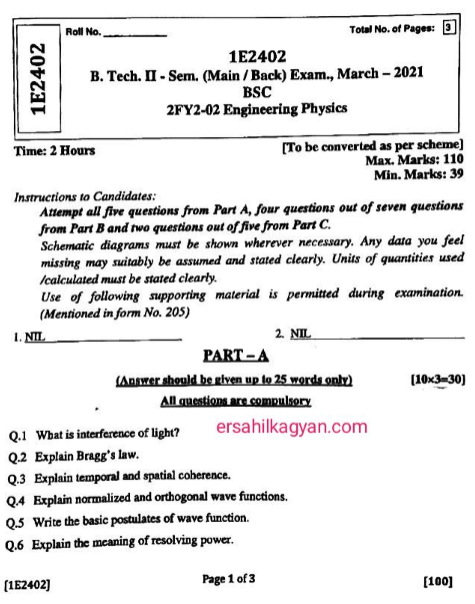 1E2402
Roll No. ____________
Total No. of Pages: 3
1E2402
B. Tech. II - Sem. (Main / Back) Exam., March – 2021
BSC
2FY2-02 Engineering Physics
Time: 2 Hours
[To be converted as per scheme]
Max. Marks: 110
Min. Marks: 39
Instructions to Candidates:
Attempt all five questions from Part A, four questions out of seven questions
from Part B and two questions out of five from Part C.
Schematic diagrams must be shown wherever necessary. Any data you feel
missing may suitably be assumed and stated clearly. Units of quantities used
/calculated must be stated clearly.
Use of following supporting material is permitted during examination.
(Mentioned in form No. 205)
1. NIL
2. NIL
PART – A
(Answer should be given up to 25 words only) [10×3=30]
All questions are compulsory
ersahilkagyan.com
Q.1 What is interference of light?
Q.2 Explain Bragg's law.
Q.3 Explain temporal and spatial coherence.
Q.4 Explain normalized and orthogonal wave functions.
Q.5 Write the basic postulates of wave function.
Q.6 Explain the meaning of resolving power.
[1E2402] Page 1 of 3 [100]